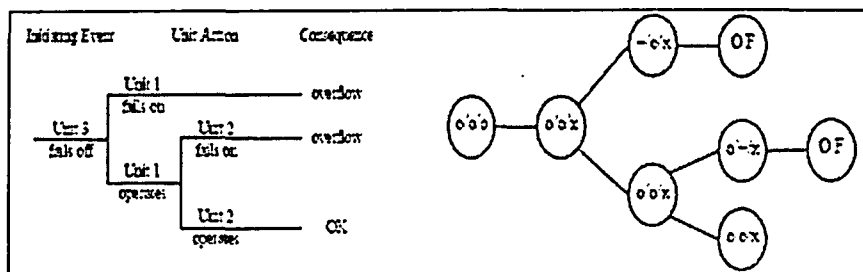 Initiating Event Unit Action Consequence
Unit 1
fails on
overflow
Unit 3
fails off
Unit 2
fails on
overflow
Unit 1
operates
Unit 2
operates
OK
OF
OF